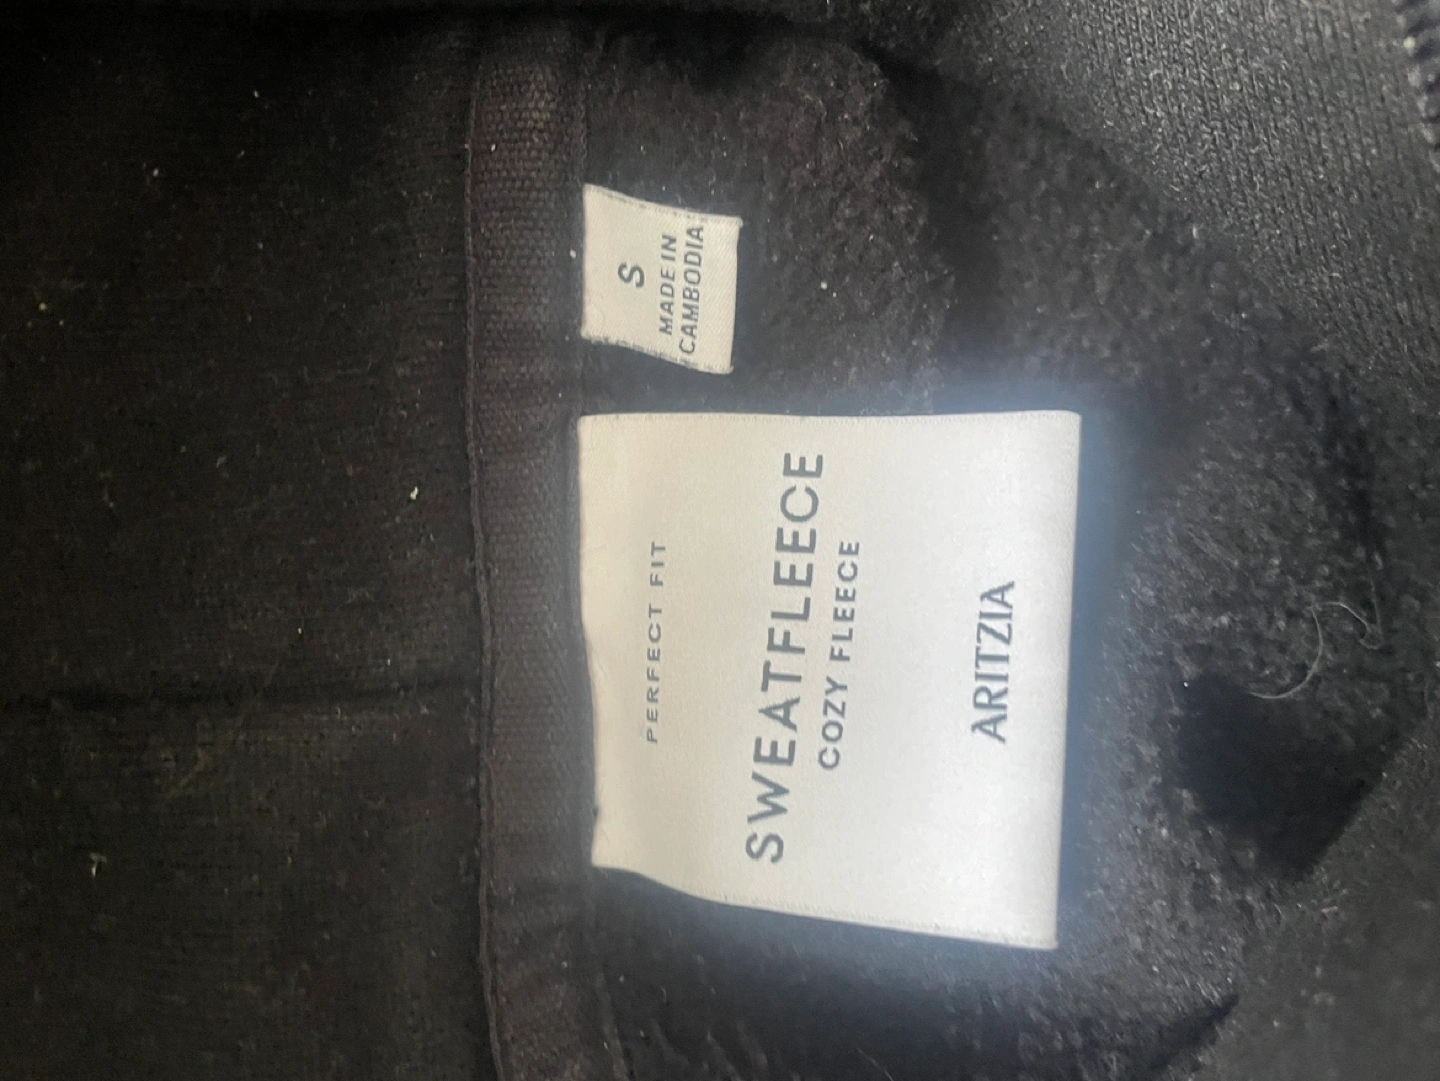 S
MADE IN
CAMBODIA
PERFECT FIT
SWEATFLEECE
COZY FLEECE
ARITZIA